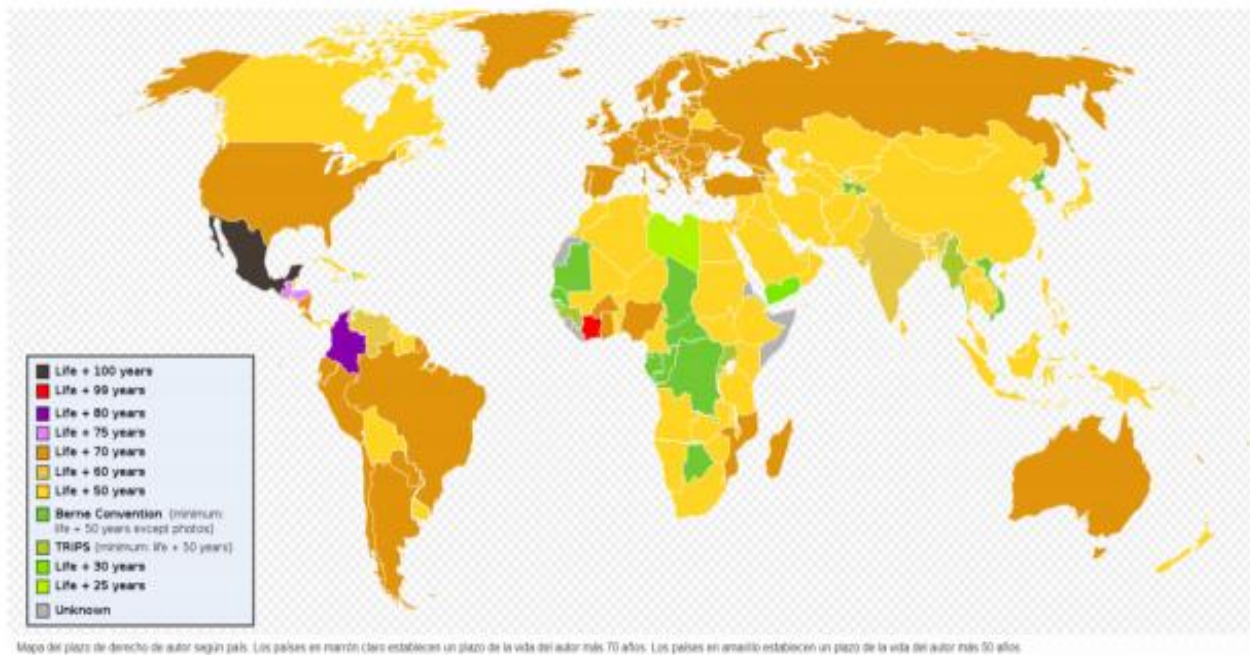 Life + 100 years
Life + 99 years
Life + 80 years
Life + 75 years
Life + 70 years
Life + 60 years
Life + 50 years
Berne Convention (minimum:
life + 50 years except photos)
TRIPS (minimum: life + 50 years)
Life + 30 years
Life + 25 years
Unknown
Mapa del plazo de derecho de autor según país. Los países en marrón claro establecen un plazo de la vida del autor más 70 años. Los países en amarillo establecen un plazo de la vida del autor más 50 años.